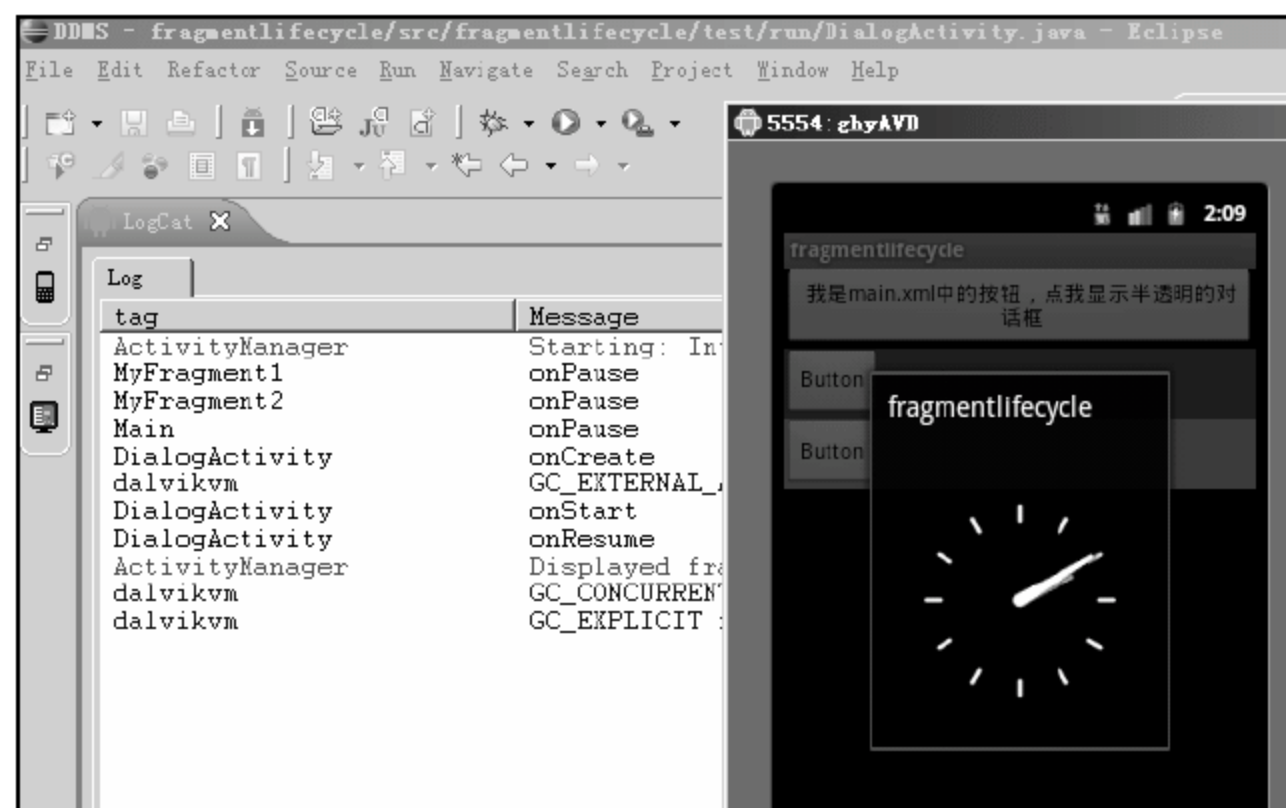 DDMS - fragmentlifecycle/src/fragmentlifecycle/test/run/DialogActivity.java - Eclipse
File Edit Refactor Source Run Navigate Search Project Window Help
5554:ghyAVD
LogCat
Log
tag Message
ActivityManager Starting: In
MyFragment1 onPause
MyFragment2 onPause
Main onPause
DialogActivity onCreate
dalvikvm GC_EXTERNAL_
DialogActivity onStart
DialogActivity onResume
ActivityManager Displayed fra
dalvikvm GC_CONCURREN
dalvikvm GC_EXPLICIT
2:09
fragmentlifecycle
我是main.xml中的按钮，点我显示半透明的对
话框
Button
Button
fragmentlifecycle